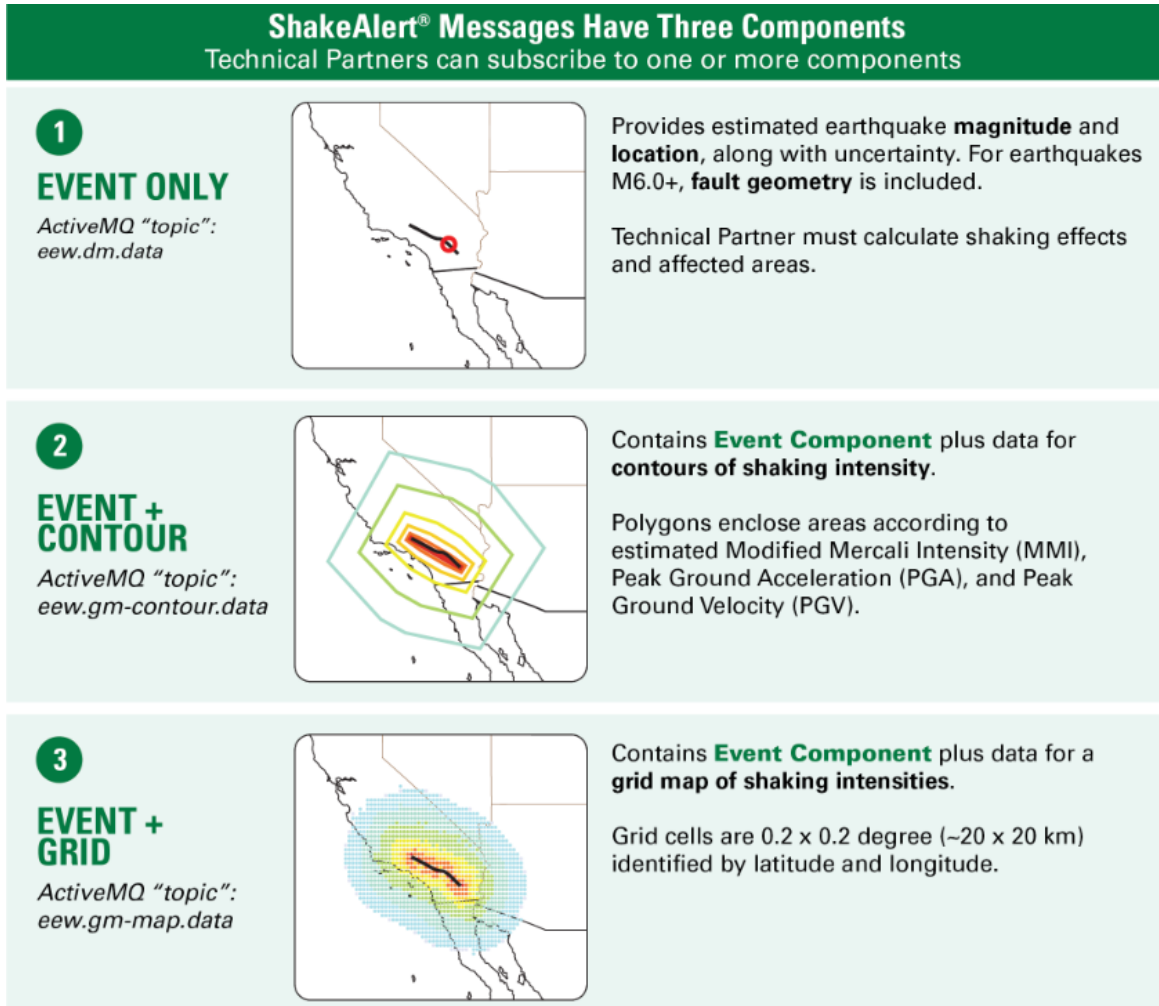 ShakeAlert® Messages Have Three Components
Technical Partners can subscribe to one or more components
1
EVENT ONLY
ActiveMQ “topic”:
eew.dm.data
Provides estimated earthquake magnitude and
location, along with uncertainty. For earthquakes
M6.0+, fault geometry is included.
Technical Partner must calculate shaking effects
and affected areas.
2
EVENT +
CONTOUR
ActiveMQ “topic”:
eew.gm-contour.data
Contains Event Component plus data for
contours of shaking intensity.
Polygons enclose areas according to
estimated Modified Mercali Intensity (MMI),
Peak Ground Acceleration (PGA), and Peak
Ground Velocity (PGV).
3
EVENT +
GRID
ActiveMQ “topic”:
eew.gm-map.data
Contains Event Component plus data for a
grid map of shaking intensities.
Grid cells are 0.2 x 0.2 degree (~20 x 20 km)
identified by latitude and longitude.